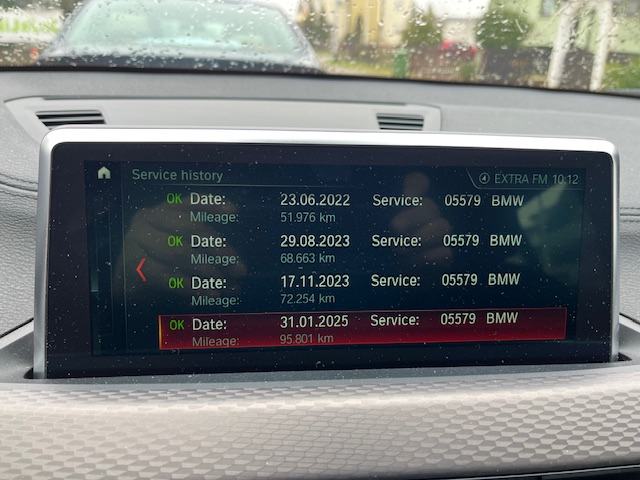 Service history EXTRA FM 10:12
OK Date: 23.06.2022 Service: 05579 BMW
Mileage: 51.976 km
OK Date: 29.08.2023 Service: 05579 BMW
Mileage: 68.663 km
OK Date: 17.11.2023 Service: 05579 BMW
Mileage: 72.254 km
OK Date: 31.01.2025 Service: 05579 BMW
Mileage: 95.801 km